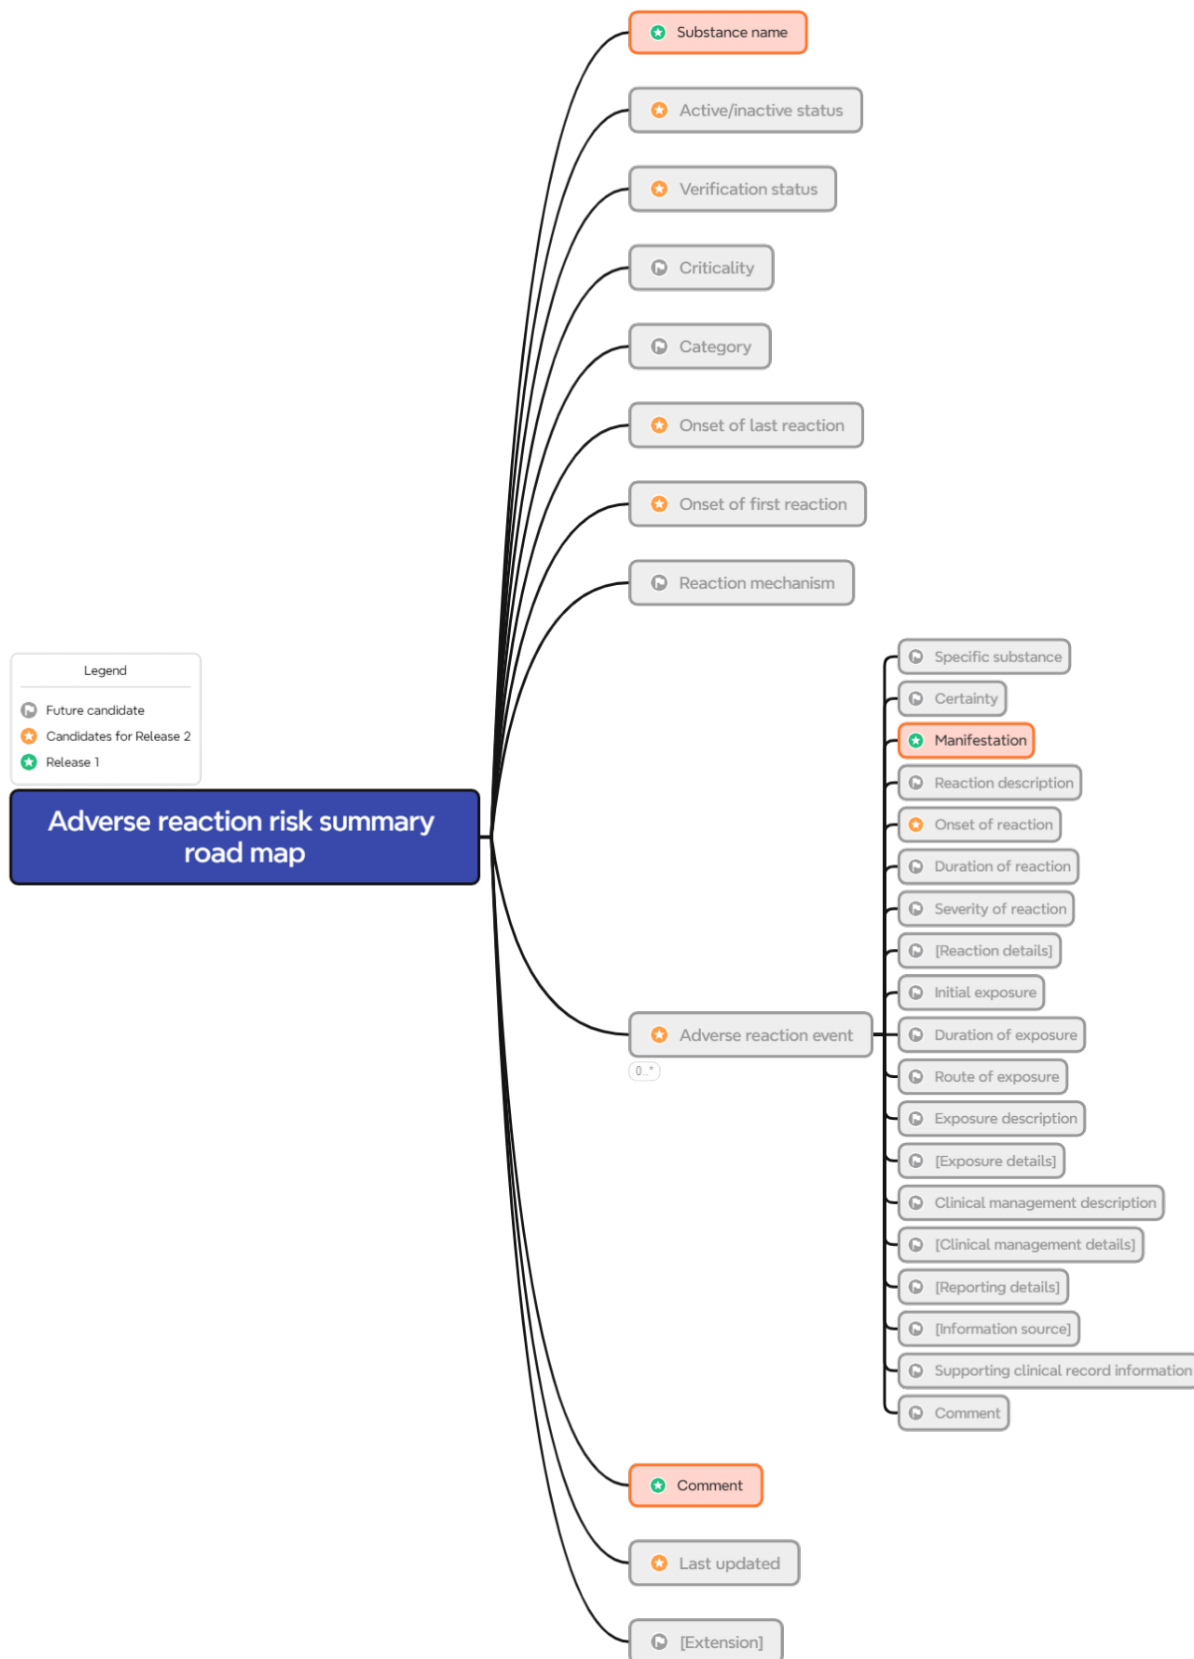 Substance name
Active/inactive status
Verification status
Criticality
Category
Onset of last reaction
Onset of first reaction
Reaction mechanism
Legend
Future candidate
Candidates for Release 2
Release 1
Adverse reaction risk summary
road map
Adverse reaction event
0..*
Specific substance
Certainty
Manifestation
Reaction description
Onset of reaction
Duration of reaction
Severity of reaction
[Reaction details]
Initial exposure
Duration of exposure
Route of exposure
Exposure description
[Exposure details]
Clinical management description
[Clinical management details]
[Reporting details]
[Information source]
Supporting clinical record information
Comment
Comment
Last updated
[Extension]